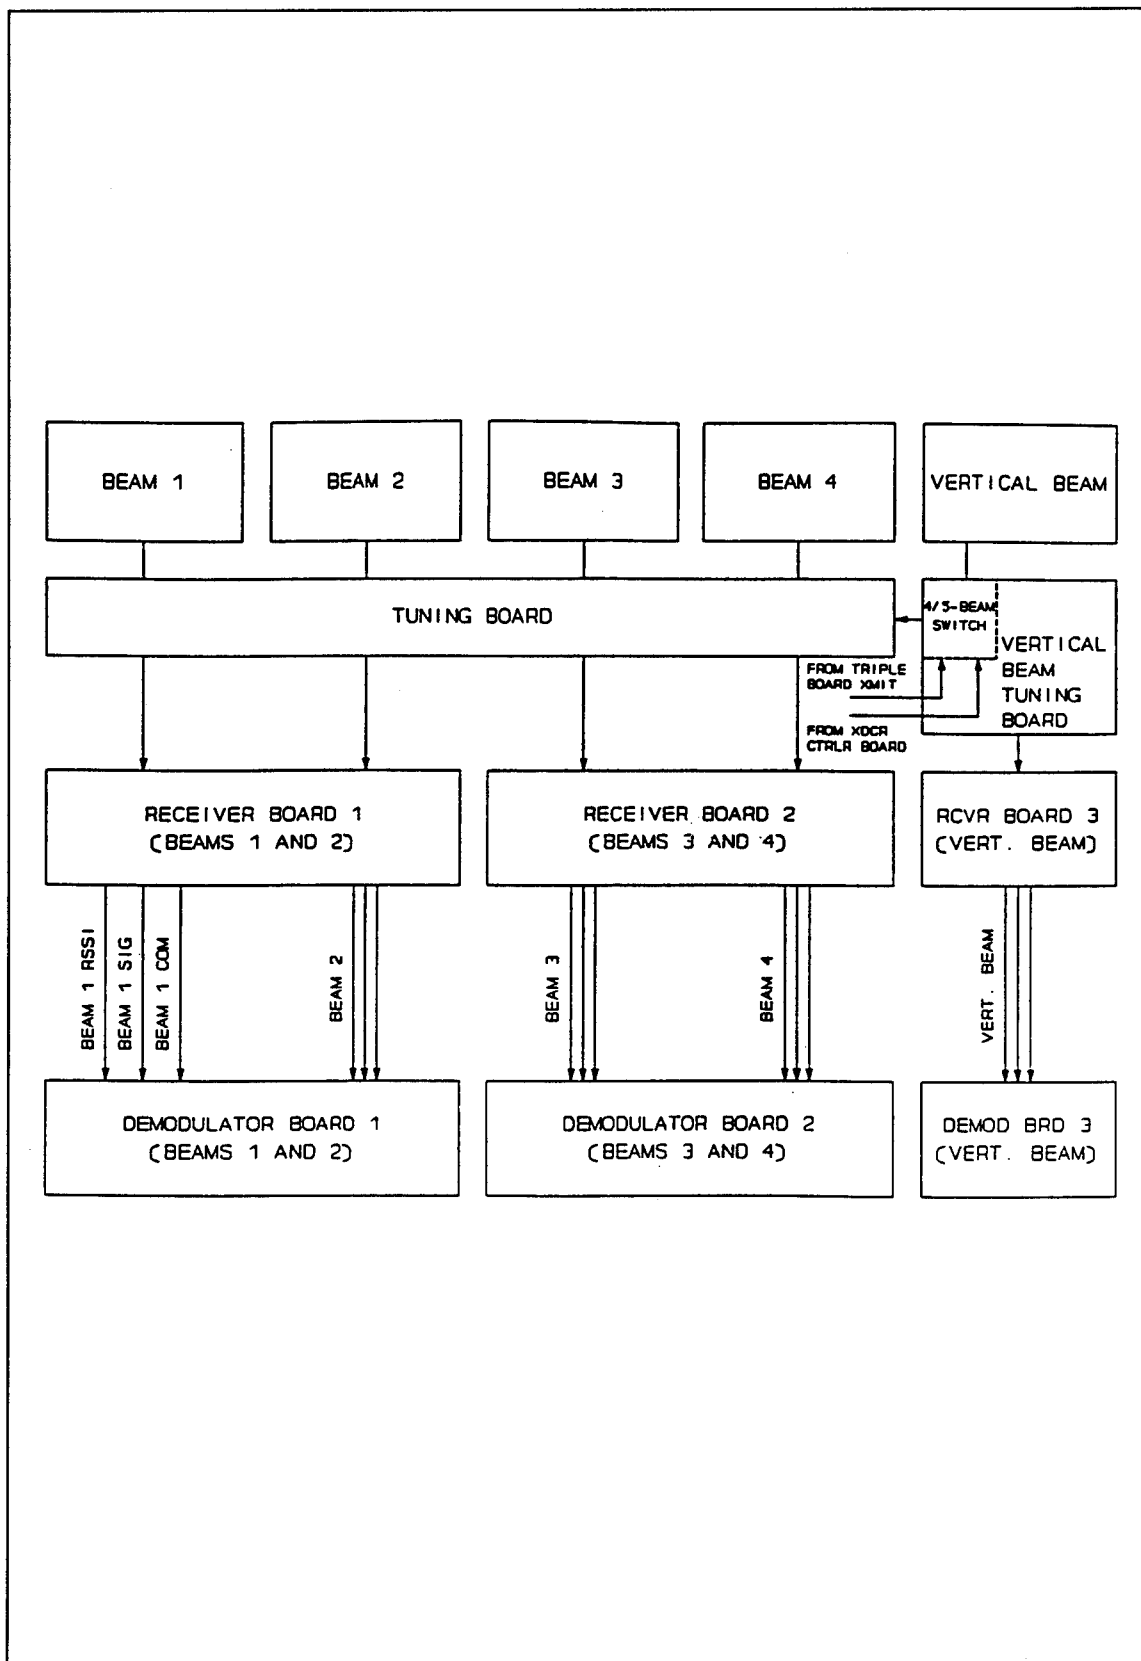 BEAM 1
BEAM 2
BEAM 3
BEAM 4
VERTICAL BEAM
TUNING BOARD
4/5-BEAM
SWITCH
VERTICAL
BEAM
TUNING
BOARD
FROM TRIPLE
BOARD XMIT
FROM XDCR
CTRLR BOARD
RECEIVER BOARD 1
(BEAMS 1 AND 2)
RECEIVER BOARD 2
(BEAMS 3 AND 4)
RCVR BOARD 3
(VERT. BEAM)
BEAM 1 RSSI
BEAM 1 SIG
BEAM 1 COM
BEAM 2
BEAM 3
BEAM 4
VERT. BEAM
DEMODULATOR BOARD 1
(BEAMS 1 AND 2)
DEMODULATOR BOARD 2
(BEAMS 3 AND 4)
DEMOD BRD 3
(VERT. BEAM)